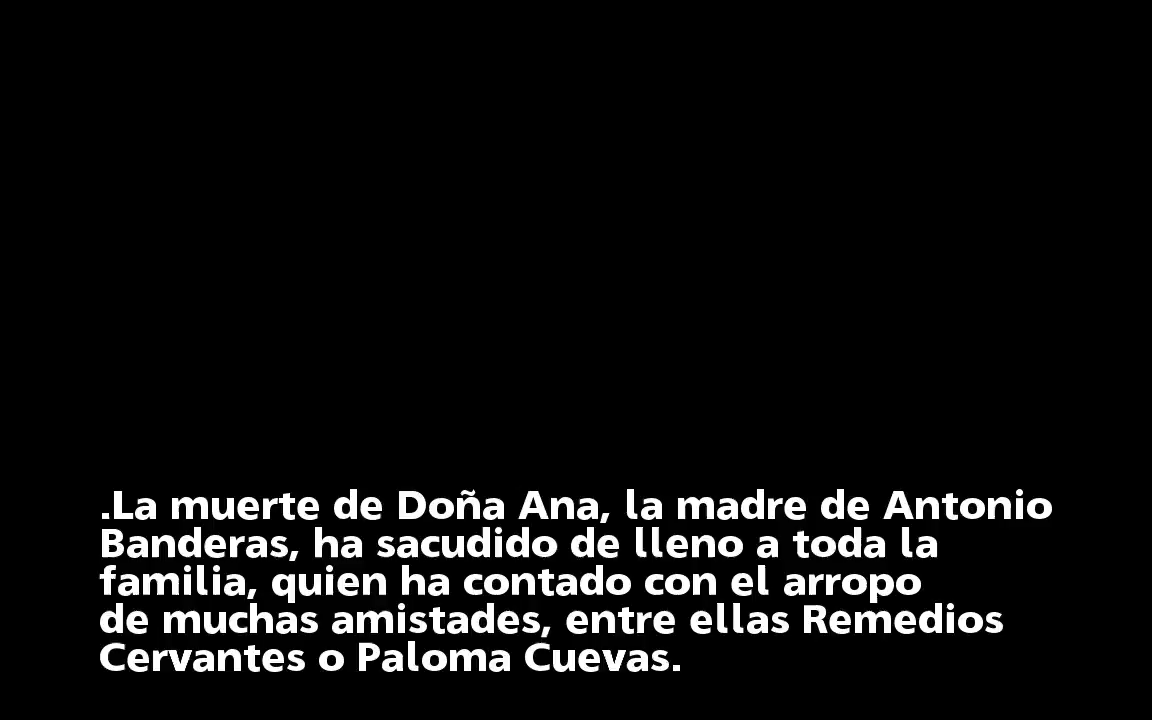 .La muerte de Doña Ana, la madre de Antonio
Banderas, ha sacudido de lleno a toda la
familia, quien ha contado con el arropo
de muchas amistades, entre ellas Remedios
Cervantes o Paloma Cuevas.